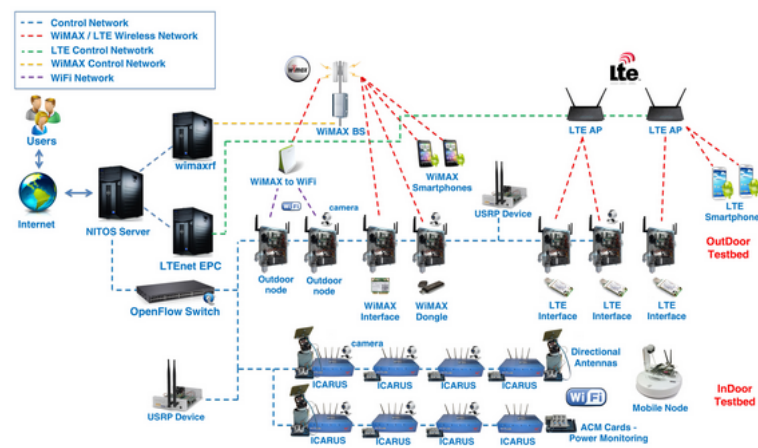 Control Network
WiMAX / LTE Wireless Network
LTE Control Netwotrk
WiMAX Control Network
WiFi Network
wimax
Lte
WiMAX BS
LTE AP
LTE AP
Users
wimaxrf
WiMAX to WiFi
WiMAX
Smartphones
USRP Device
LTE
Smartphones
Internet
NITOS Server
WiFi
camera
LTEnet EPC
OutDoor
Testbed
Outdoor
node
Outdoor
node
WiMAX
Interface
WiMAX
Dongle
LTE
Interface
LTE
Interface
LTE
Interface
OpenFlow Switch
camera
Directional
Antennas
ICARUS
ICARUS
ICARUS
ICARUS
USRP Device
WiFi
Mobile Node
InDoor
Testbed
ICARUS
ICARUS
ICARUS
ICARUS
ACM Cards -
Power Monitoring